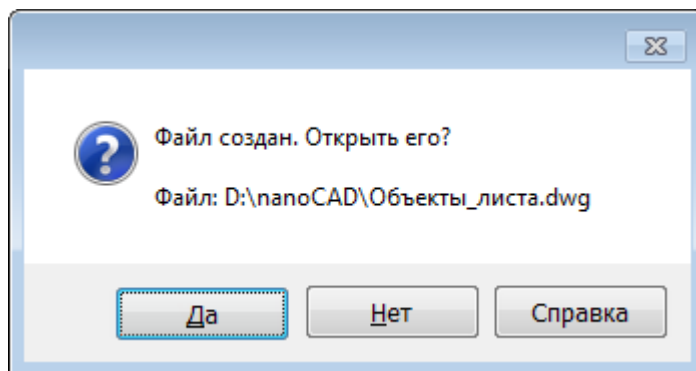 Файл создан. Открыть его?
Файл: D:\nanoCAD\Объекты_листа.dwg
Да
Нет
Справка